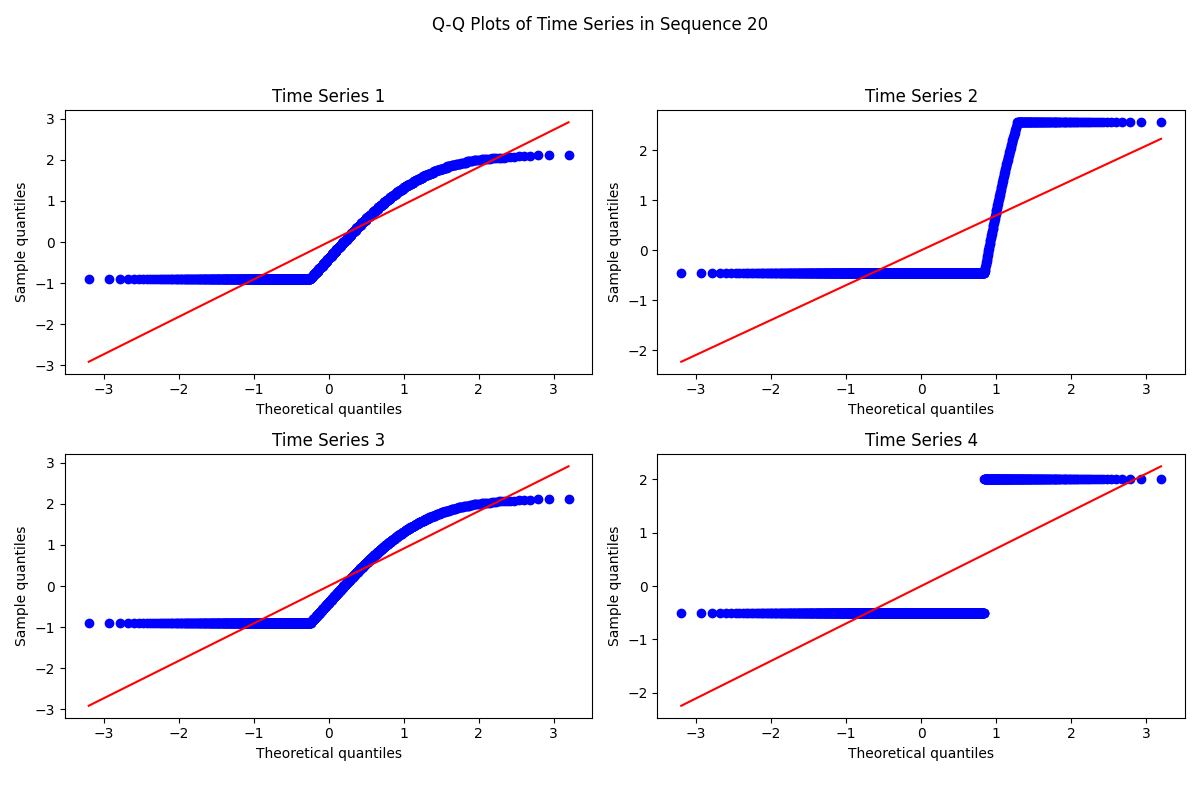 Q-Q Plots of Time Series in Sequence 20
Time Series 1
Sample quantiles
3
2
1
0
−1
−2
−3
−3 −2 −1 0 1 2 3
Theoretical quantiles
Time Series 2
Sample quantiles
2
1
0
−1
−2
−3 −2 −1 0 1 2 3
Theoretical quantiles
Time Series 3
Sample quantiles
3
2
1
0
−1
−2
−3
−3 −2 −1 0 1 2 3
Theoretical quantiles
Time Series 4
Sample quantiles
2
1
0
−1
−2
−3 −2 −1 0 1 2 3
Theoretical quantiles